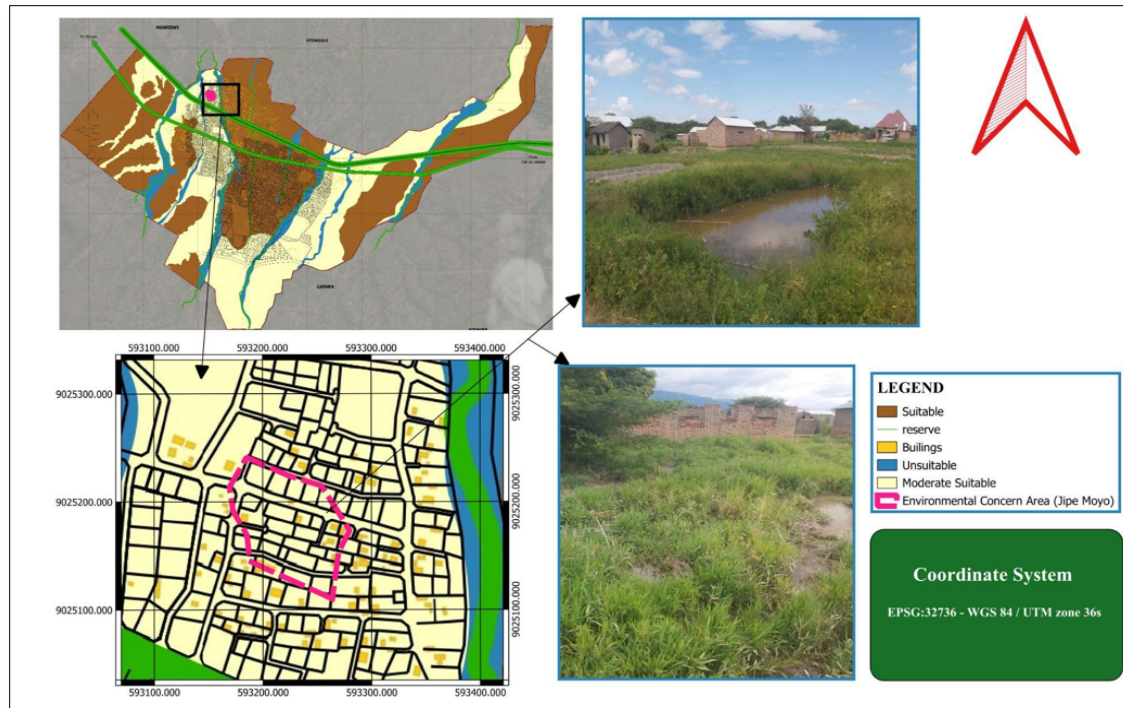 UTENGULE
LUHWA
593100.000
593200.000
593300.000
593400.000
9025300.000
9025200.000
9025100.000
9025300.000
9025200.000
9025100.000
593100.000
593200.000
593300.000
593400.000
LEGEND
Suitable
reserve
Builings
Unsuitable
Moderate Suitable
Environmental Concern Area (Jipe Moyo)
Coordinate System
EPSG:32736 - WGS 84 / UTM zone 36s